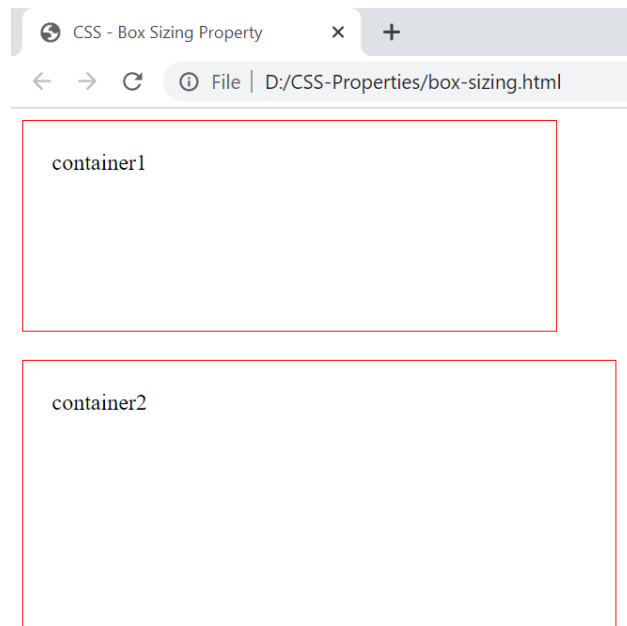 CSS - Box Sizing Property
File | D:/CSS-Properties/box-sizing.html
container1
container2